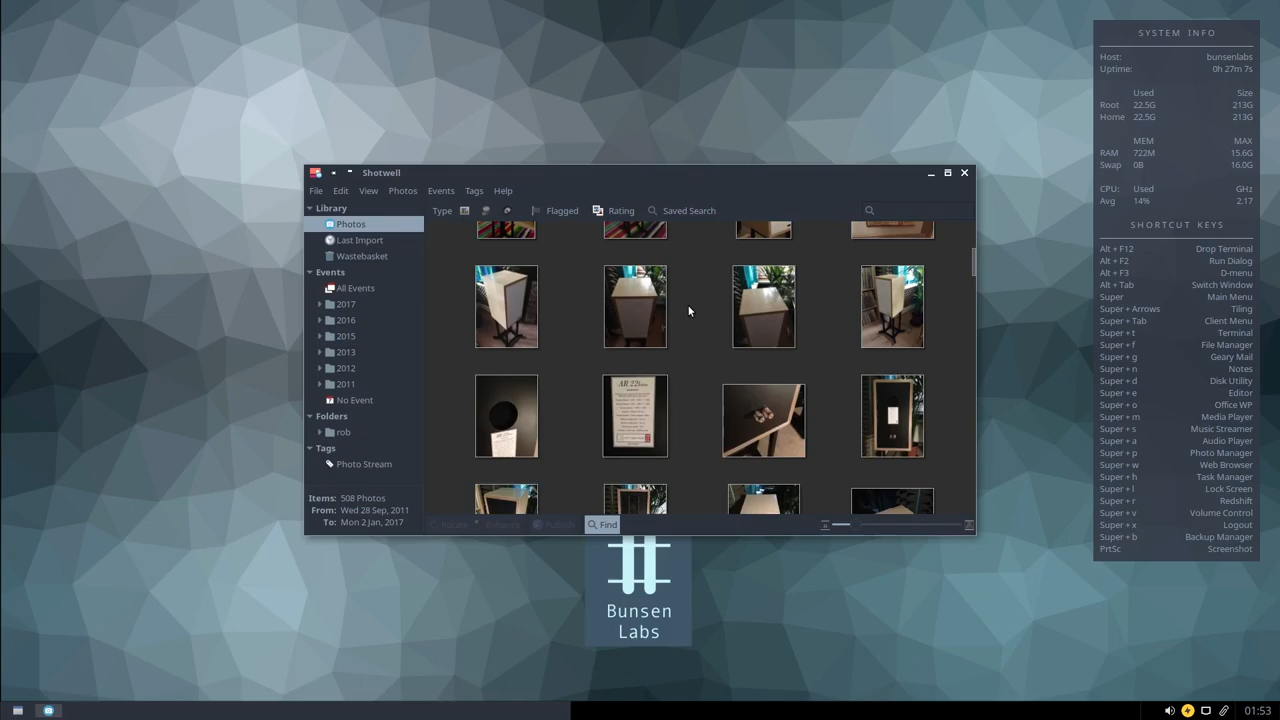 SYSTEM INFO
Host: bunsenlabs
Uptime: 0h 27m 7s
Used Size
Root 22.5G 213G
Home 22.5G 213G
MEM MAX
RAM 722M 15.6G
Swap 0B 16.0G
CPU: Used GHz
Avg 14% 2.17
SHORTCUT KEYS
Alt + F12 Drop Terminal
Alt + F2 Run Dialog
Alt + F3 D-menu
Alt + Tab Switch Window
Super Main Menu
Super + Arrows Tiling
Super + Tab Client Menu
Super + t Terminal
Super + f File Manager
Super + g Geary Mail
Super + n Notes
Super + d Disk Utility
Super + e Editor
Super + o Office WP
Super + m Media Player
Super + s Music Streamer
Super + a Audio Player
Super + p Photo Manager
Super + w Web Browser
Super + h Task Manager
Super + l Lock Screen
Super + r Redshift
Super + v Volume Control
Super + x Logout
Super + b Backup Manager
PrtSc Screenshot
Shotwell
File Edit View Photos Events Tags Help
Type Flagged Rating Saved Search
Library
Photos
Last Import
Wastebasket
Events
All Events
2017
2016
2015
2013
2012
2011
No Event
Folders
rob
Tags
Photo Stream
Items: 508 Photos
From: Wed 28 Sep, 2011
To: Mon 2 Jan, 2017
AR 22
Rotate Enhance Publish Find
Bunsen
Labs
01:53